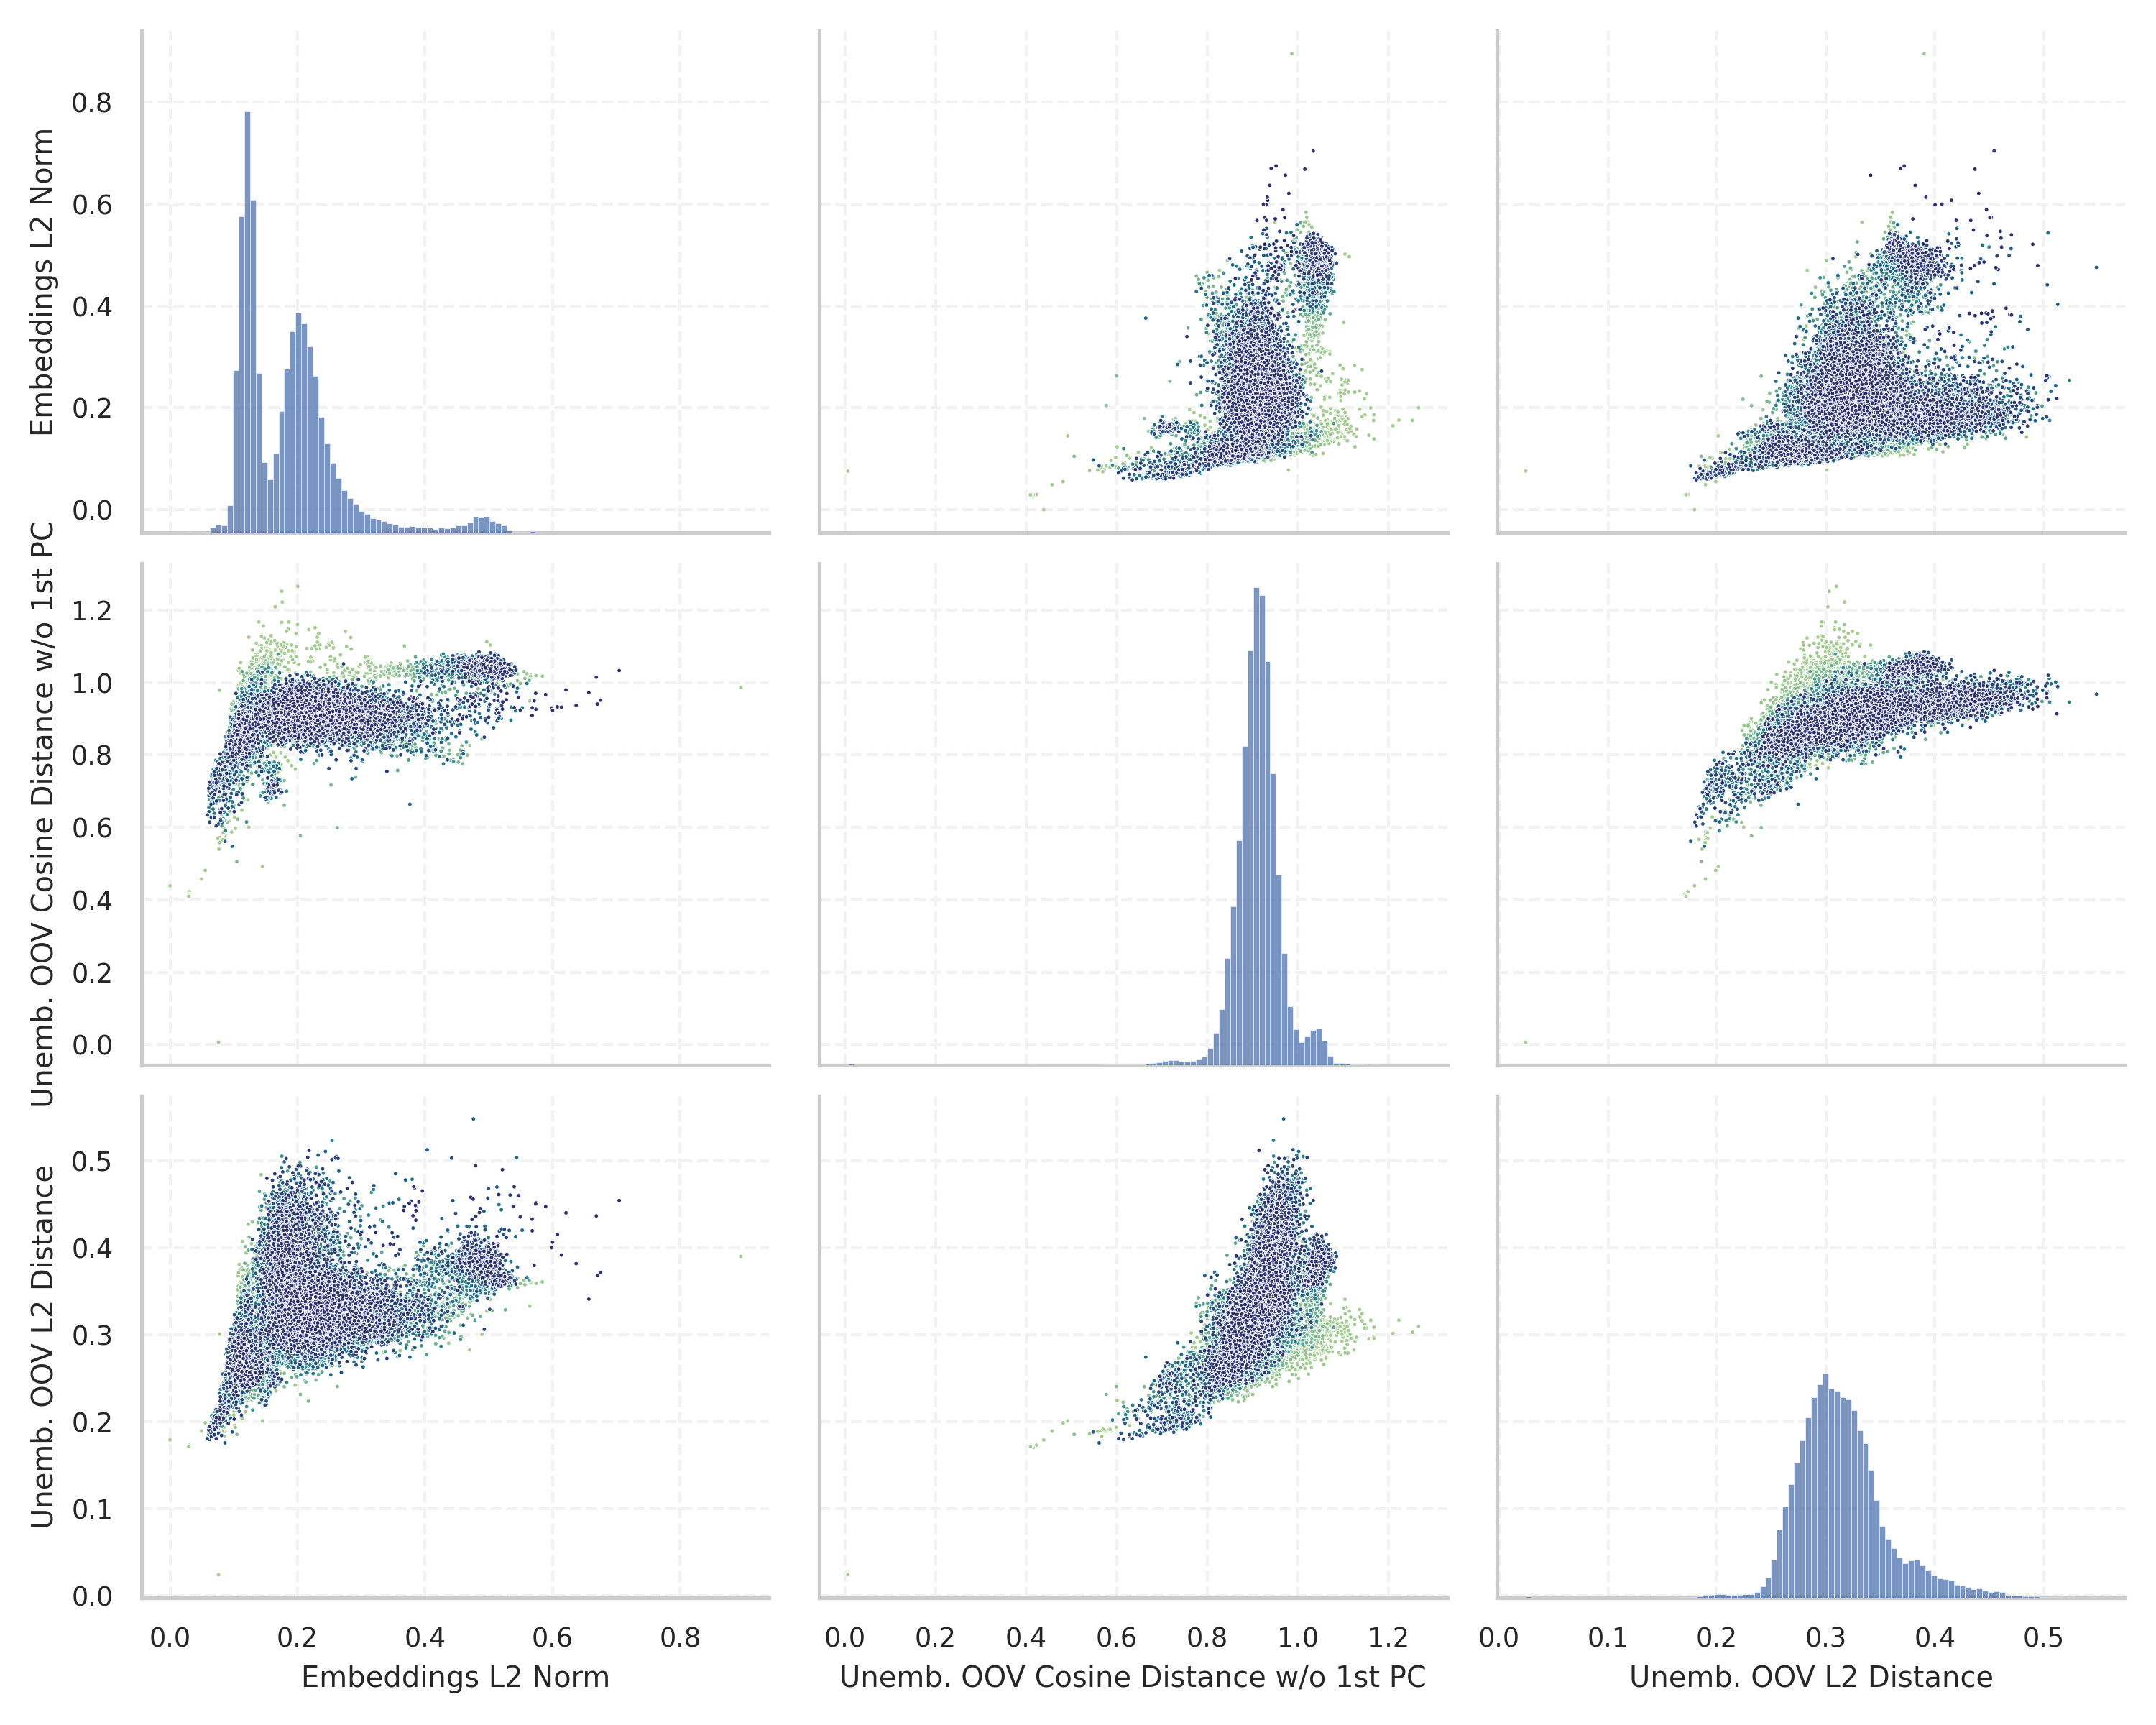 Embeddings L2 Norm
0.8
0.6
0.4
0.2
0.0
Unemb. OOV Cosine Distance w/o 1st PC
1.2
1.0
0.8
0.6
0.4
0.2
0.0
Unemb. OOV L2 Distance
0.5
0.4
0.3
0.2
0.1
0.0
0.0 0.2 0.4 0.6 0.8
0.0 0.2 0.4 0.6 0.8 1.0 1.2
0.0 0.1 0.2 0.3 0.4 0.5
Embeddings L2 Norm
Unemb. OOV Cosine Distance w/o 1st PC
Unemb. OOV L2 Distance